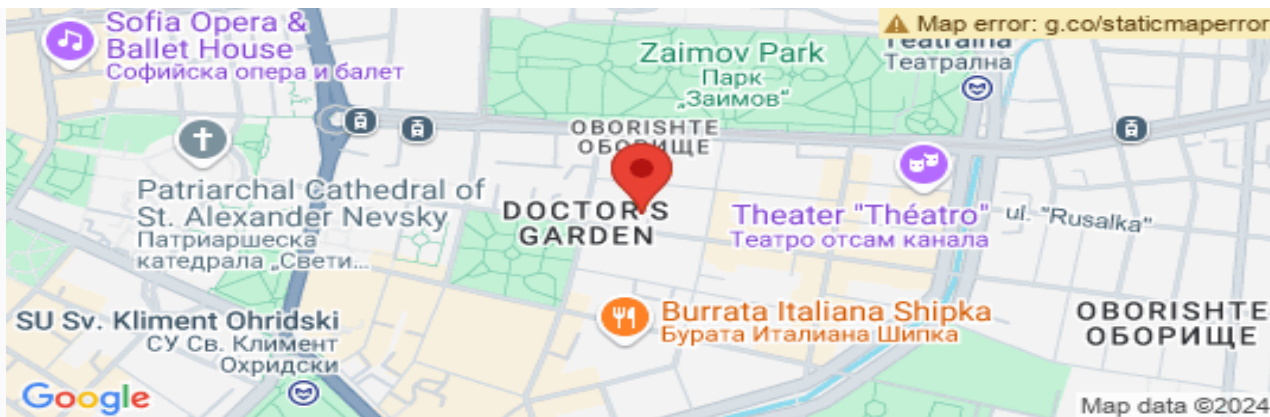 Sofia Opera &
Ballet House
Софийска опера и балет
Map error: g.co/staticmaperror
Teatralna
Театрална
Zaimov Park
Парк
„Заимов“
OBORISHTE
ОБОРИЩЕ
Patriarchal Cathedral of
St. Alexander Nevsky
Патриаршеска
катедрала „Свети...
DOCTOR'S
GARDEN
Theater "Théatro"
Театро отсам канала
ul. "Rusalka"
SU Sv. Kliment Ohridski
СУ Св. Климент
Охридски
Burrata Italiana Shipka
Бурата Италиана Шипка
OBORISHTE
ОБОРИЩЕ
Google
Map data ©2024